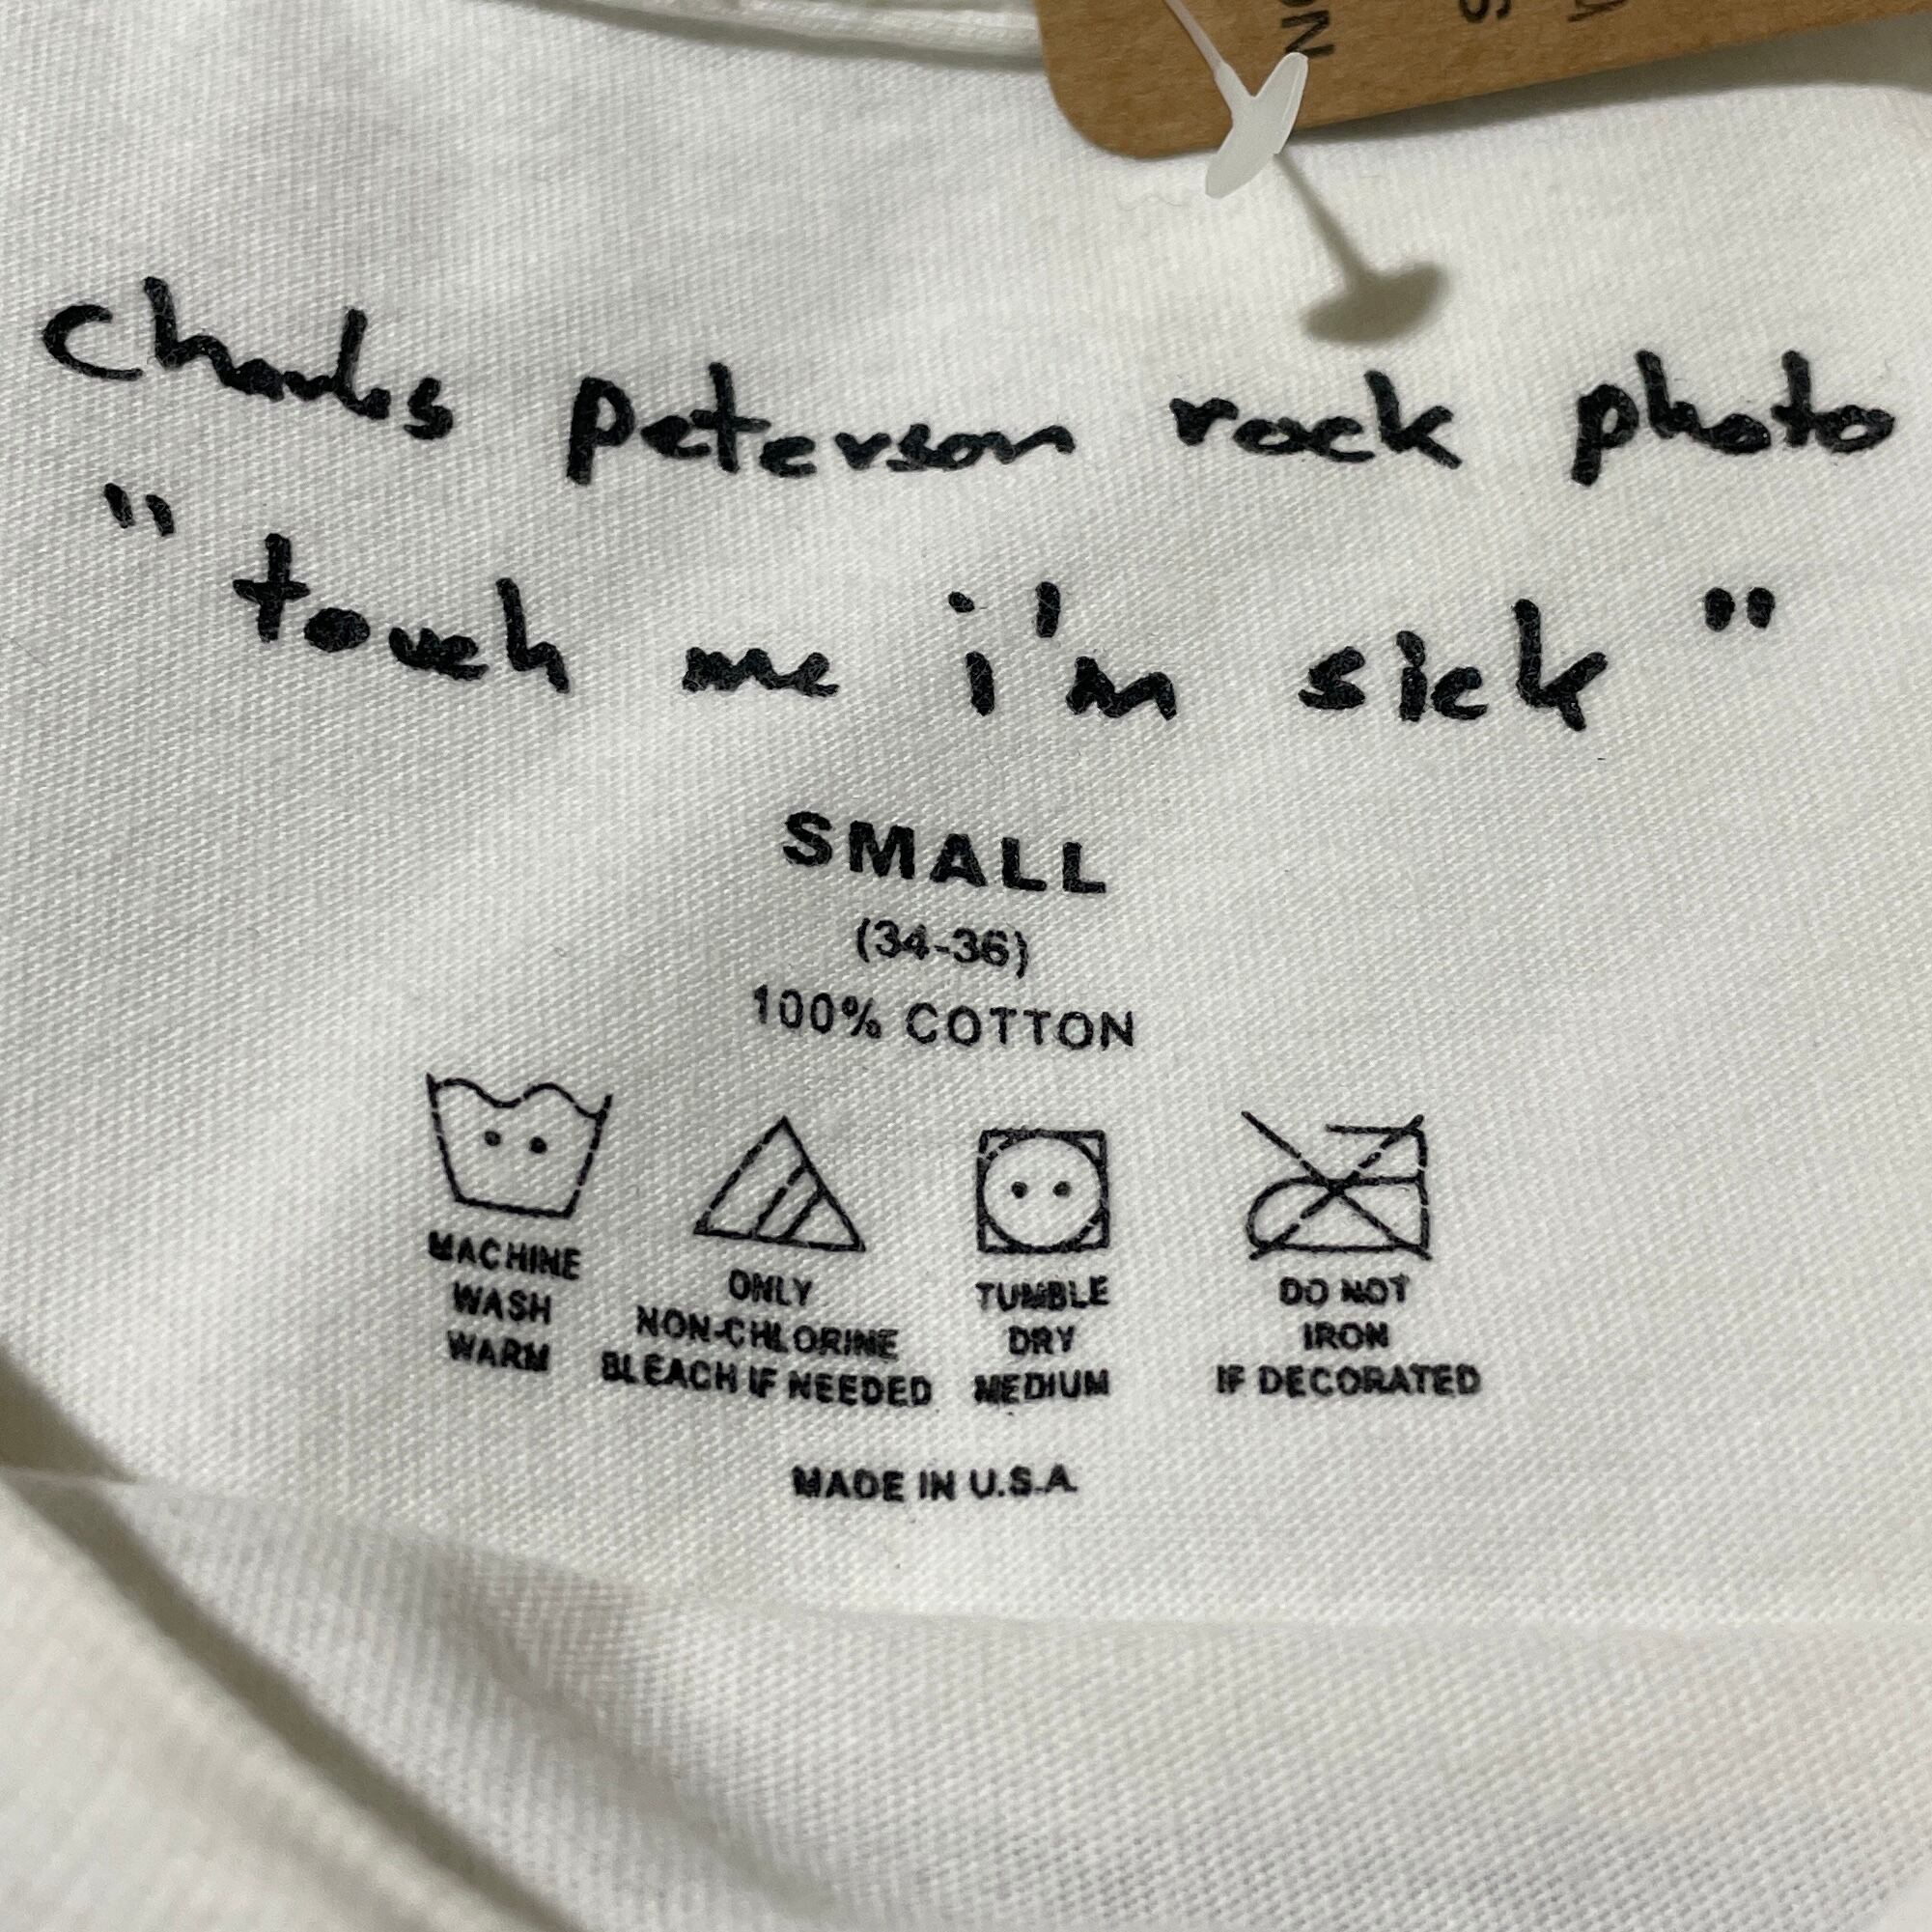 Charles peterson rock photo
" touch me i'm sick "
SMALL
(34-36)
100% COTTON
MACHINE
WASH
WARM
ONLY
NON-CHLORINE
BLEACH IF NEEDED
TUMBLE
DRY
MEDIUM
DO NOT
IRON
IF DECORATED
MADE IN U.S.A.